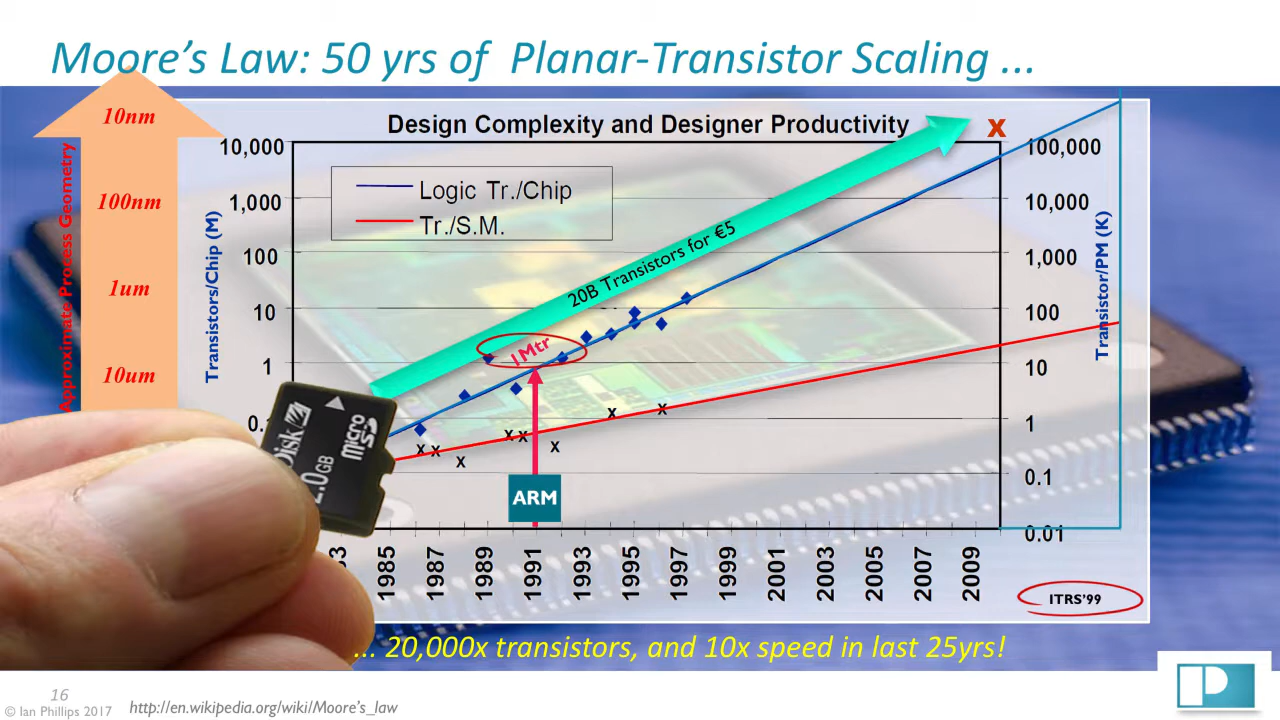 Moore's Law: 50 yrs of Planar-Transistor Scaling ...
10nm
100nm
1um
10um
Approximate Process Geometry
Design Complexity and Designer Productivity
10,000
1,000
100
10
1
0.
Transistors/Chip (M)
Logic Tr./Chip
Tr./S.M.
20B Transistors for €5
1Mtr
ARM
x
100,000
10,000
1,000
100
10
1
0.1
0.01
Transistor/PM (K)
1985
1987
1989
1991
1993
1995
1997
1999
2001
2003
2005
2007
2009
ITRS'99
Disk
micro
SD
2.0GB
... 20,000x transistors, and 10x speed in last 25yrs!
16
© Ian Phillips 2017
http://en.wikipedia.org/wiki/Moore's_law